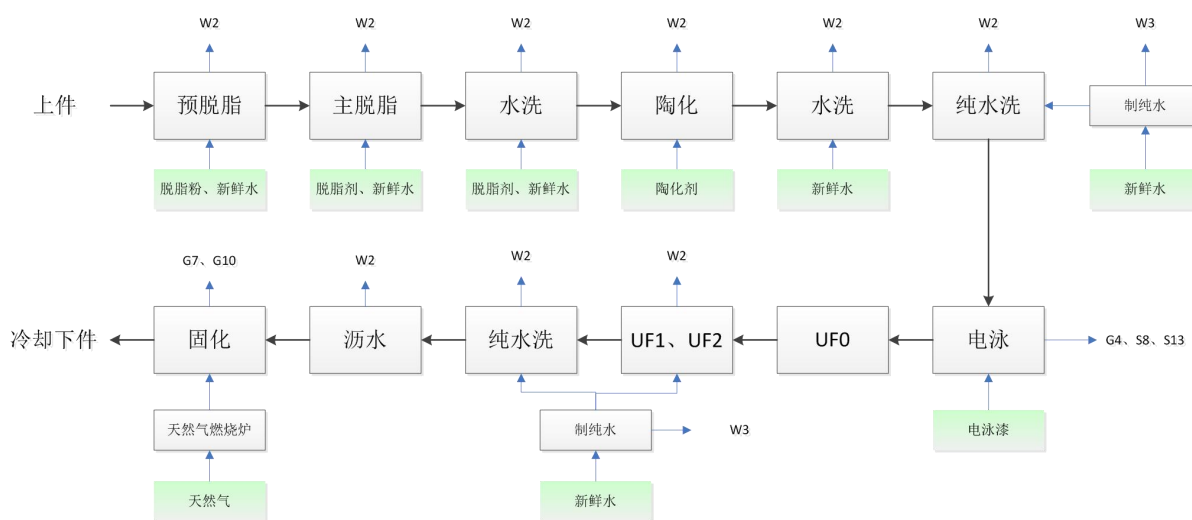 W2
W2
W2
W2
W2
W2
W3
上件
预脱脂
主脱脂
水洗
陶化
水洗
纯水洗
制纯水
脱脂粉、新鲜水
脱脂剂、新鲜水
脱脂剂、新鲜水
陶化剂
新鲜水
新鲜水
G7、G10
W2
W2
W2
冷却下件
固化
沥水
纯水洗
UF1、UF2
UF0
电泳
G4、S8、S13
天然气燃烧炉
制纯水
W3
电泳漆
天然气
新鲜水